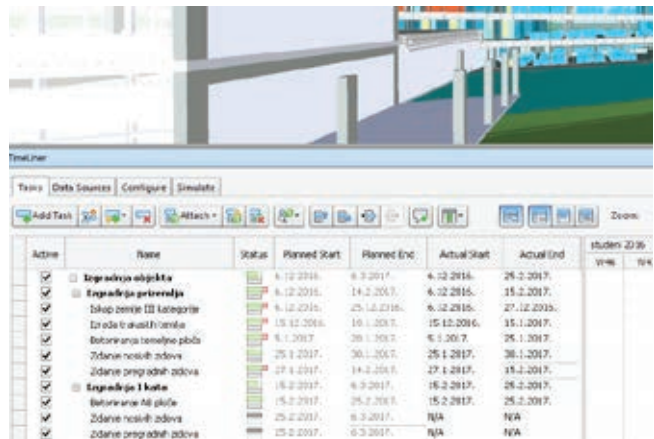 TimeLiner
Tasks Data Sources Configure Simulate
Add Task Attach Zoom:
Active Name Status Planned Start Planned End Actual Start Actual End studeni 2016
Izgradnja objekta 6.12.2016. 6.3.2017. 6.12.2016. 25.2.2017.
Izgradnja prizemlja 6.12.2016. 14.2.2017. 6.12.2016. 15.2.2017.
Iskop zemlje III kategorije 6.12.2016. 25.12.2016. 6.12.2016. 27.12.2016.
Izrada trakastih temelja 15.12.2016. 15.12.2016. 15.1.2017.
Betoniranje temeljne ploče 5.1.2017. 5.1.2017. 25.1.2017.
Zidanje nosivih zidova 25.1.2017. 30.1.2017. 25.1.2017. 30.1.2017.
Zidanje pregradnih zidova 27.1.2017. 14.2.2017. 27.1.2017. 15.2.2017.
Izgradnja I kata 15.2.2017. 6.3.2017. 15.2.2017. 25.2.2017.
Betoniranje AB ploče 15.2.2017. 25.2.2017. 15.2.2017. 25.2.2017.
Zidanje nosivih zidova 25.2.2017. 6.3.2017. N/A N/A
Zidanje pregradnih zidova 25.2.2017. 6.3.2017. N/A N/A